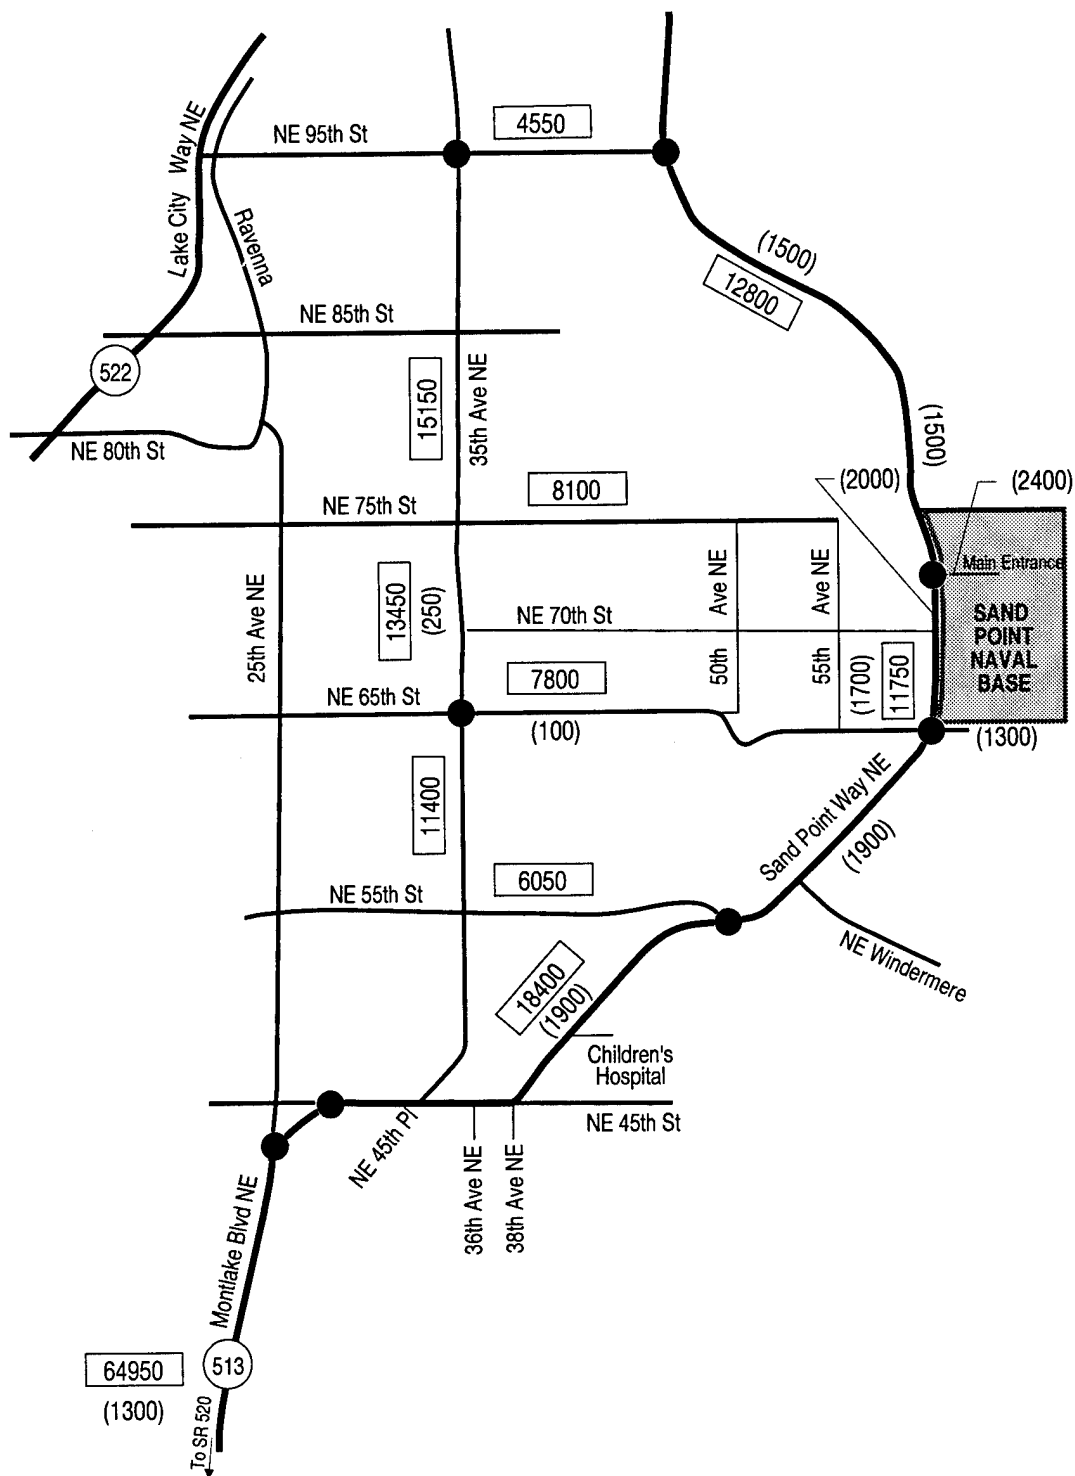 4550
NE 95th St
Lake City Way NE
Ravenna
(1500)
12800
NE 85th St
522
15150
35th Ave NE
(1500)
NE 80th St
8100
(2000)
(2400)
NE 75th St
Main Entrance
25th Ave NE
13450
(250)
50th Ave NE
55th Ave NE
NE 70th St
SAND
POINT
NAVAL
BASE
7800
(1700)
11750
NE 65th St
(100)
(1300)
11400
Sand Point Way NE
(1900)
6050
NE 55th St
NE Windermere
18400
(1900)
Children's
Hospital
NE 45th St
NE 45th Pl
36th Ave NE
38th Ave NE
Montlake Blvd NE
64950
513
(1300)
To SR 520